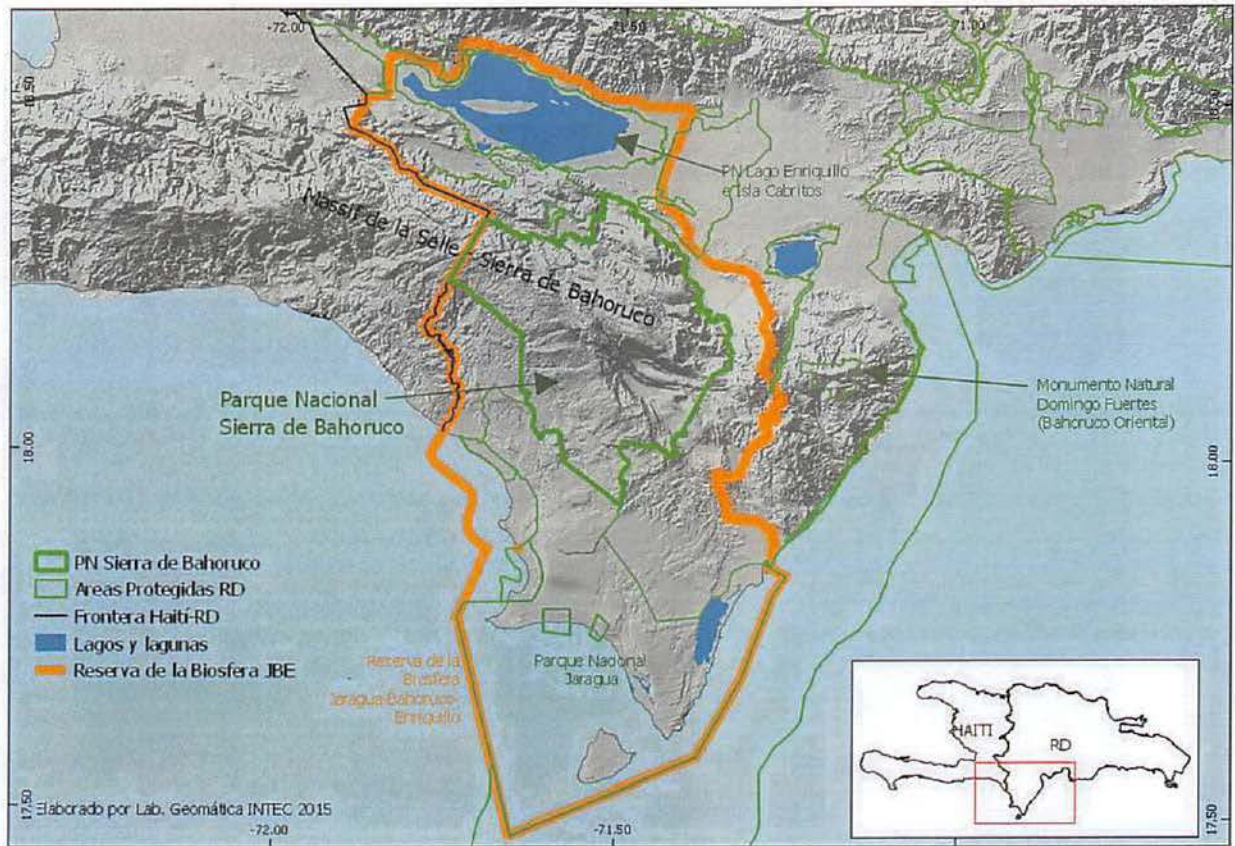 -72.00
-71.50
-71.00
18.50
18.50
PN Lago Enriquillo
e Isla Cabritos
Massif de la Selle - Sierra de Bahoruco
Parque Nacional
Sierra de Bahoruco
Monumento Natural
Domingo Fuertes
(Bahoruco Oriental)
18.00
18.00
PN Sierra de Bahoruco
Areas Protegidas RD
Frontera Haití-RD
Lagos y lagunas
Reserva de la Biosfera JBE
Reserva de la
Biosfera
Jaragua-Bahoruco-
Enriquillo
Parque Nacional
Jaragua
HAITI
RD
17.50
17.50
Elaborado por Lab. Geomática INTEC 2015
-72.00
-71.50